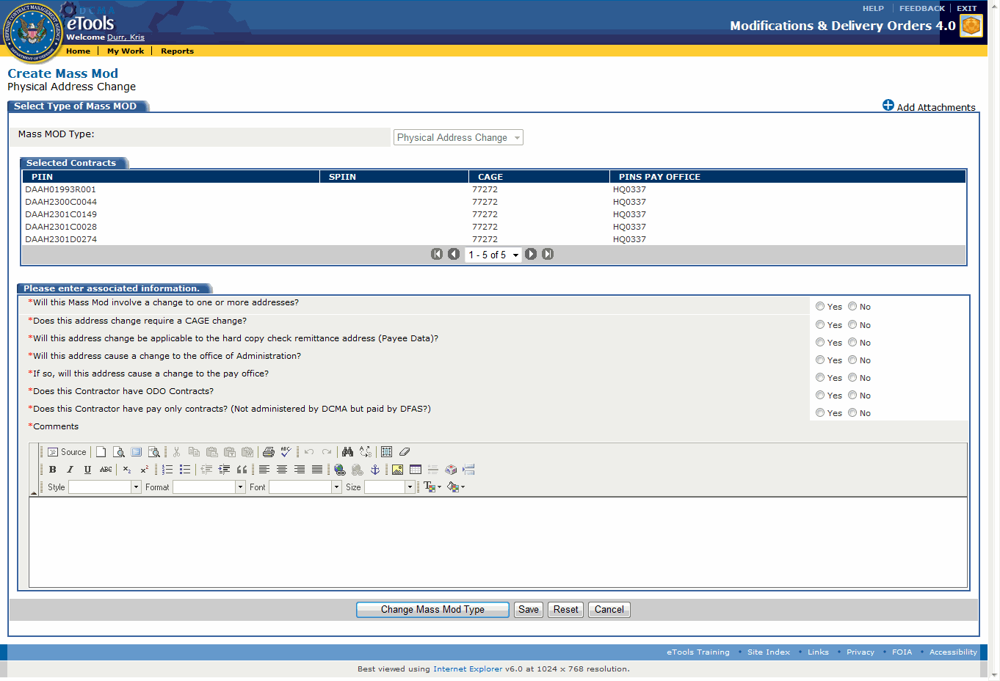 HELP FEEDBACK EXIT
DCMA
eTools
Welcome Durr, Kris
Modifications & Delivery Orders 4.0
DEFENSE CONTRACT MANAGEMENT AGENCY
DEPARTMENT OF DEFENSE
Home My Work Reports
Create Mass Mod
Physical Address Change
Select Type of Mass MOD
Add Attachments
Mass MOD Type: Physical Address Change
Selected Contracts
PIIN SPIIN CAGE PINS PAY OFFICE
DAAH01993R001 77272 HQ0337
DAAH2300C0044 77272 HQ0337
DAAH2301C0149 77272 HQ0337
DAAH2301C0028 77272 HQ0337
DAAH2301D0274 77272 HQ0337
1 - 5 of 5
Please enter associated information.
*Will this Mass Mod involve a change to one or more addresses? Yes No
*Does this address change require a CAGE change? Yes No
*Will this address change be applicable to the hard copy check remittance address (Payee Data)? Yes No
*Will this address cause a change to the office of Administration? Yes No
*If so, will this address cause a change to the pay office? Yes No
*Does this Contractor have ODO Contracts? Yes No
*Does this Contractor have pay only contracts? (Not administered by DCMA but paid by DFAS?) Yes No
*Comments
Source
B I U ABC
Style Format Font Size
Change Mass Mod Type Save Reset Cancel
eTools Training • Site Index • Links • Privacy • FOIA • Accessibility
Best viewed using Internet Explorer v6.0 at 1024 x 768 resolution.